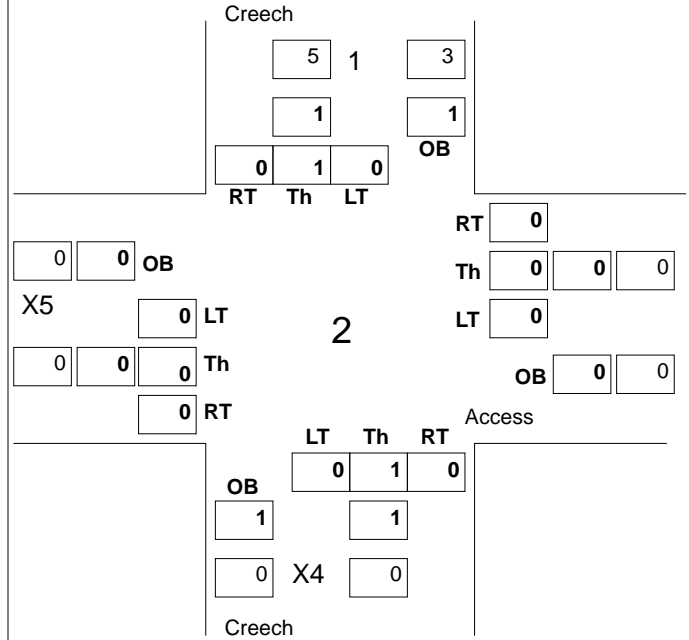 Creech
5 1 3
1 1
OB
0 1 0
RT Th LT
RT 0
0 0 OB
Th 0 0 0
X5
0 LT
2
LT 0
0 0 0 Th
OB 0 0
0 RT
Access
LT Th RT
0 1 0
OB
1 1
0 X4 0
Creech